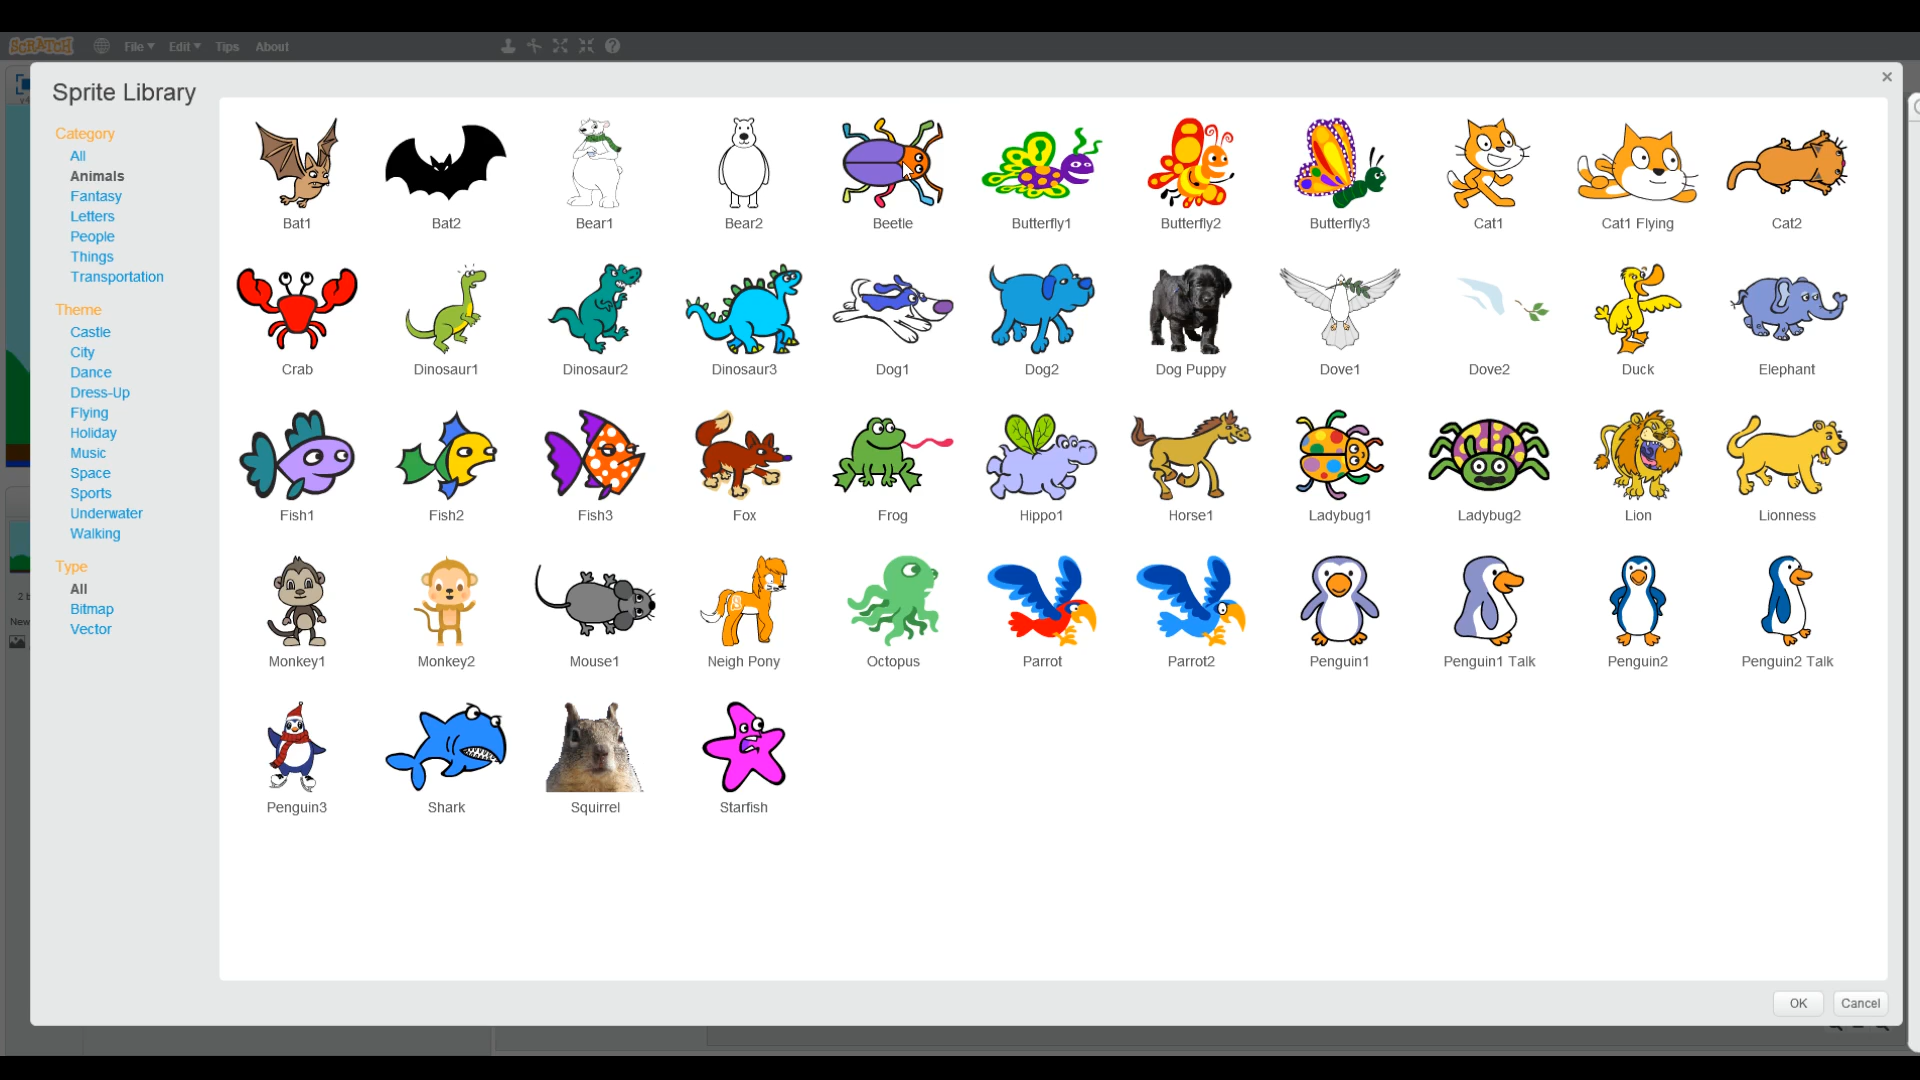 SCRATCH File Edit Tips About
Sprite Library
Category
All
Animals
Fantasy
Letters
People
Things
Transportation
Theme
Castle
City
Dance
Dress-Up
Flying
Holiday
Music
Space
Sports
Underwater
Walking
Type
All
Bitmap
Vector
Bat1 Bat2 Bear1 Bear2 Beetle Butterfly1 Butterfly2 Butterfly3 Cat1 Cat1 Flying Cat2
Crab Dinosaur1 Dinosaur2 Dinosaur3 Dog1 Dog2 Dog Puppy Dove1 Dove2 Duck Elephant
Fish1 Fish2 Fish3 Fox Frog Hippo1 Horse1 Ladybug1 Ladybug2 Lion Lionness
Monkey1 Monkey2 Mouse1 Neigh Pony Octopus Parrot Parrot2 Penguin1 Penguin1 Talk Penguin2 Penguin2 Talk
Penguin3 Shark Squirrel Starfish
New
OK Cancel